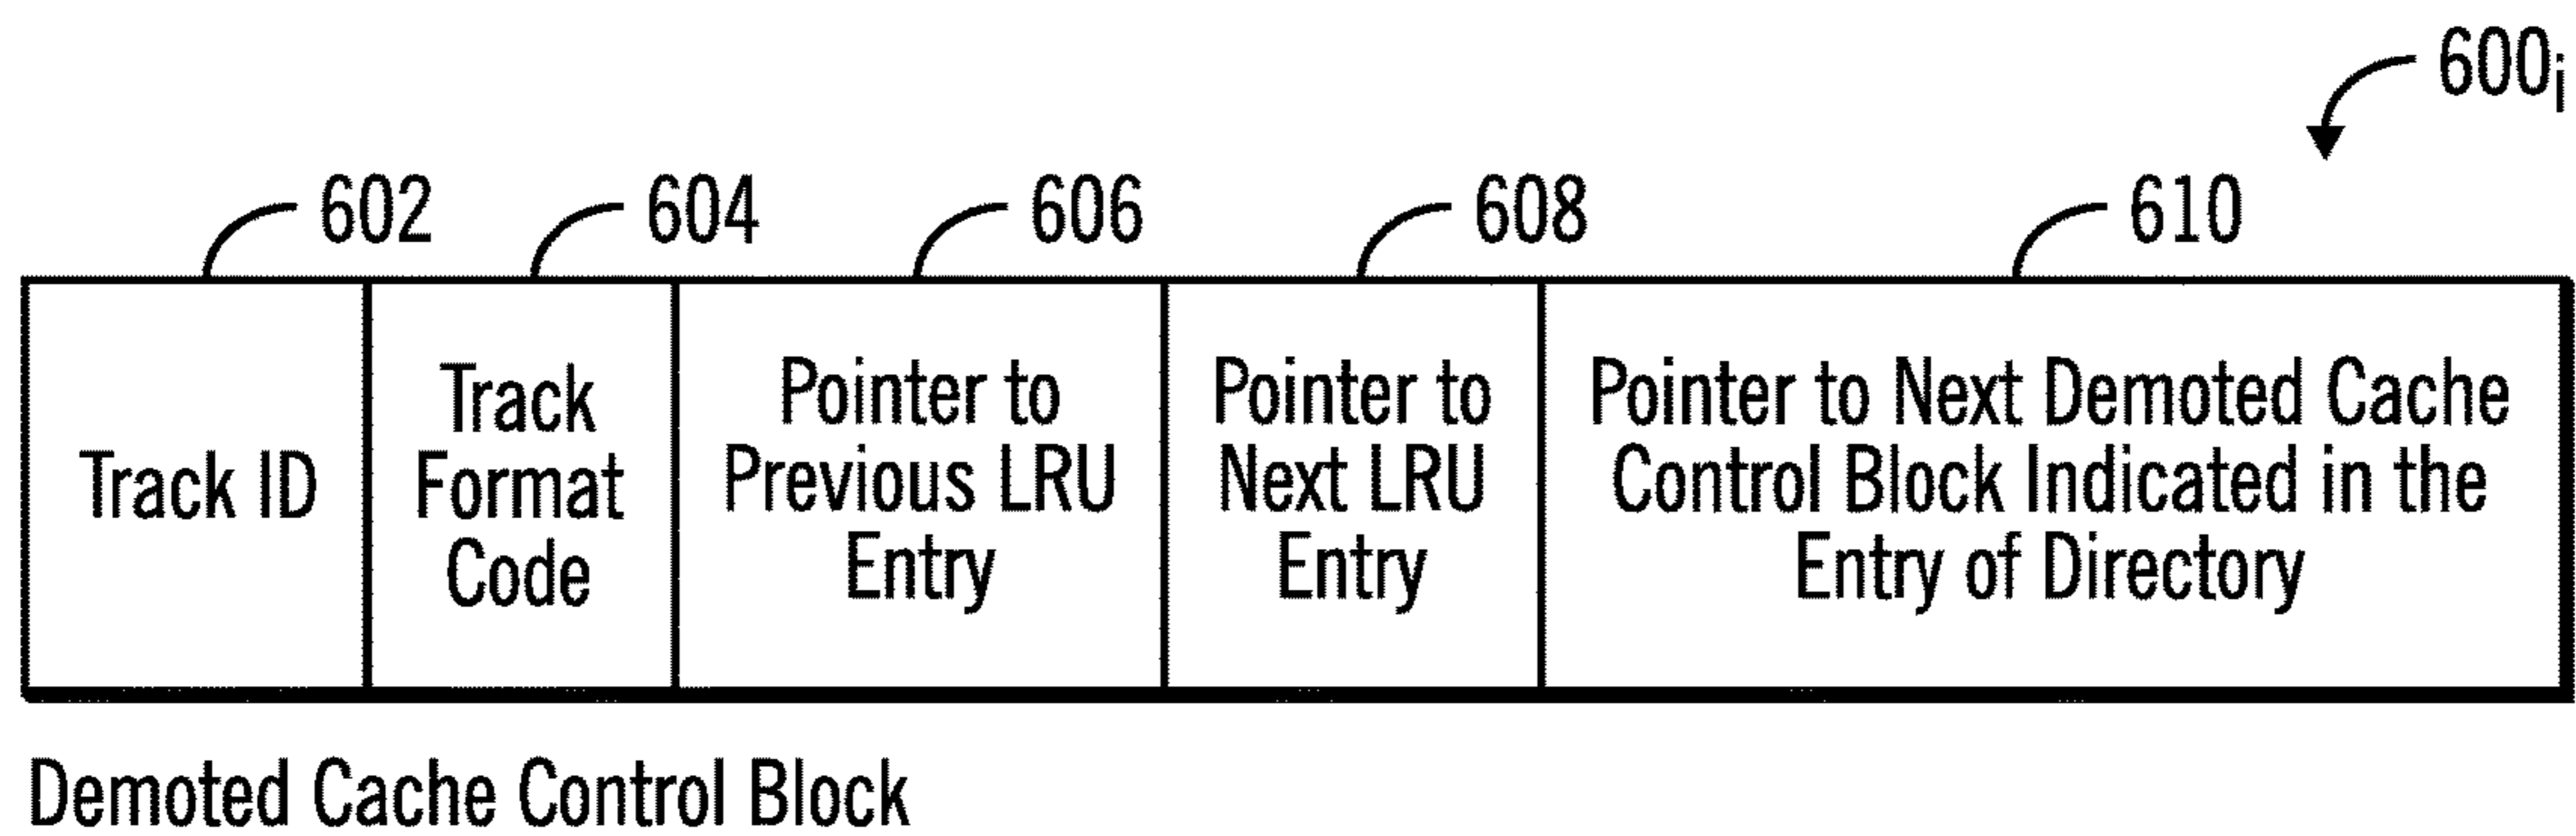 600i
602
604
606
608
610
Track ID
Track
Format
Code
Pointer to
Previous LRU
Entry
Pointer to
Next LRU
Entry
Pointer to Next Demoted Cache
Control Block Indicated in the
Entry of Directory
Demoted Cache Control Block